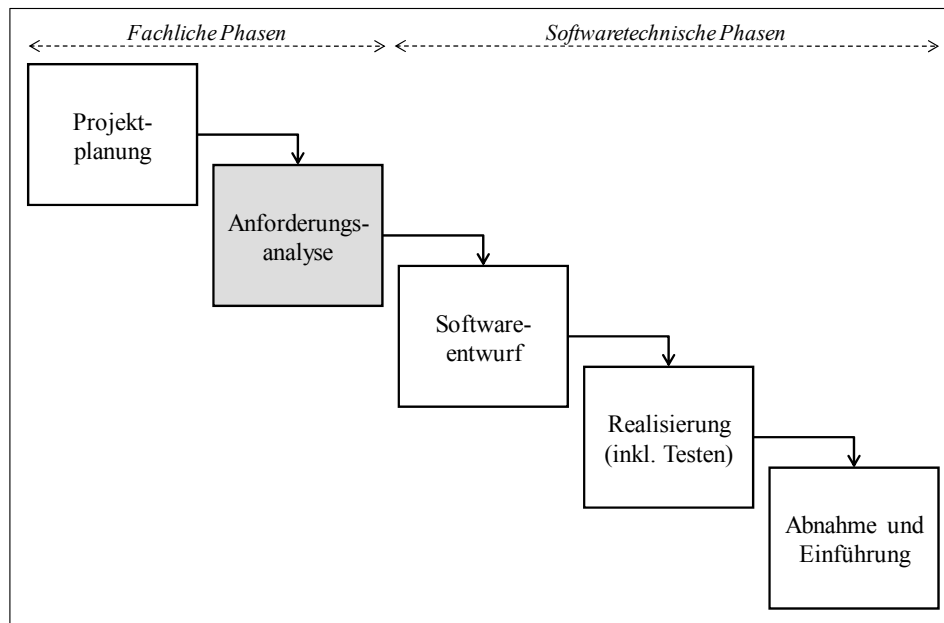 Fachliche Phasen
Softwaretechnische Phasen
Projekt-
planung
Anforderungs-
analyse
Software-
entwurf
Realisierung
(inkl. Testen)
Abnahme und
Einführung